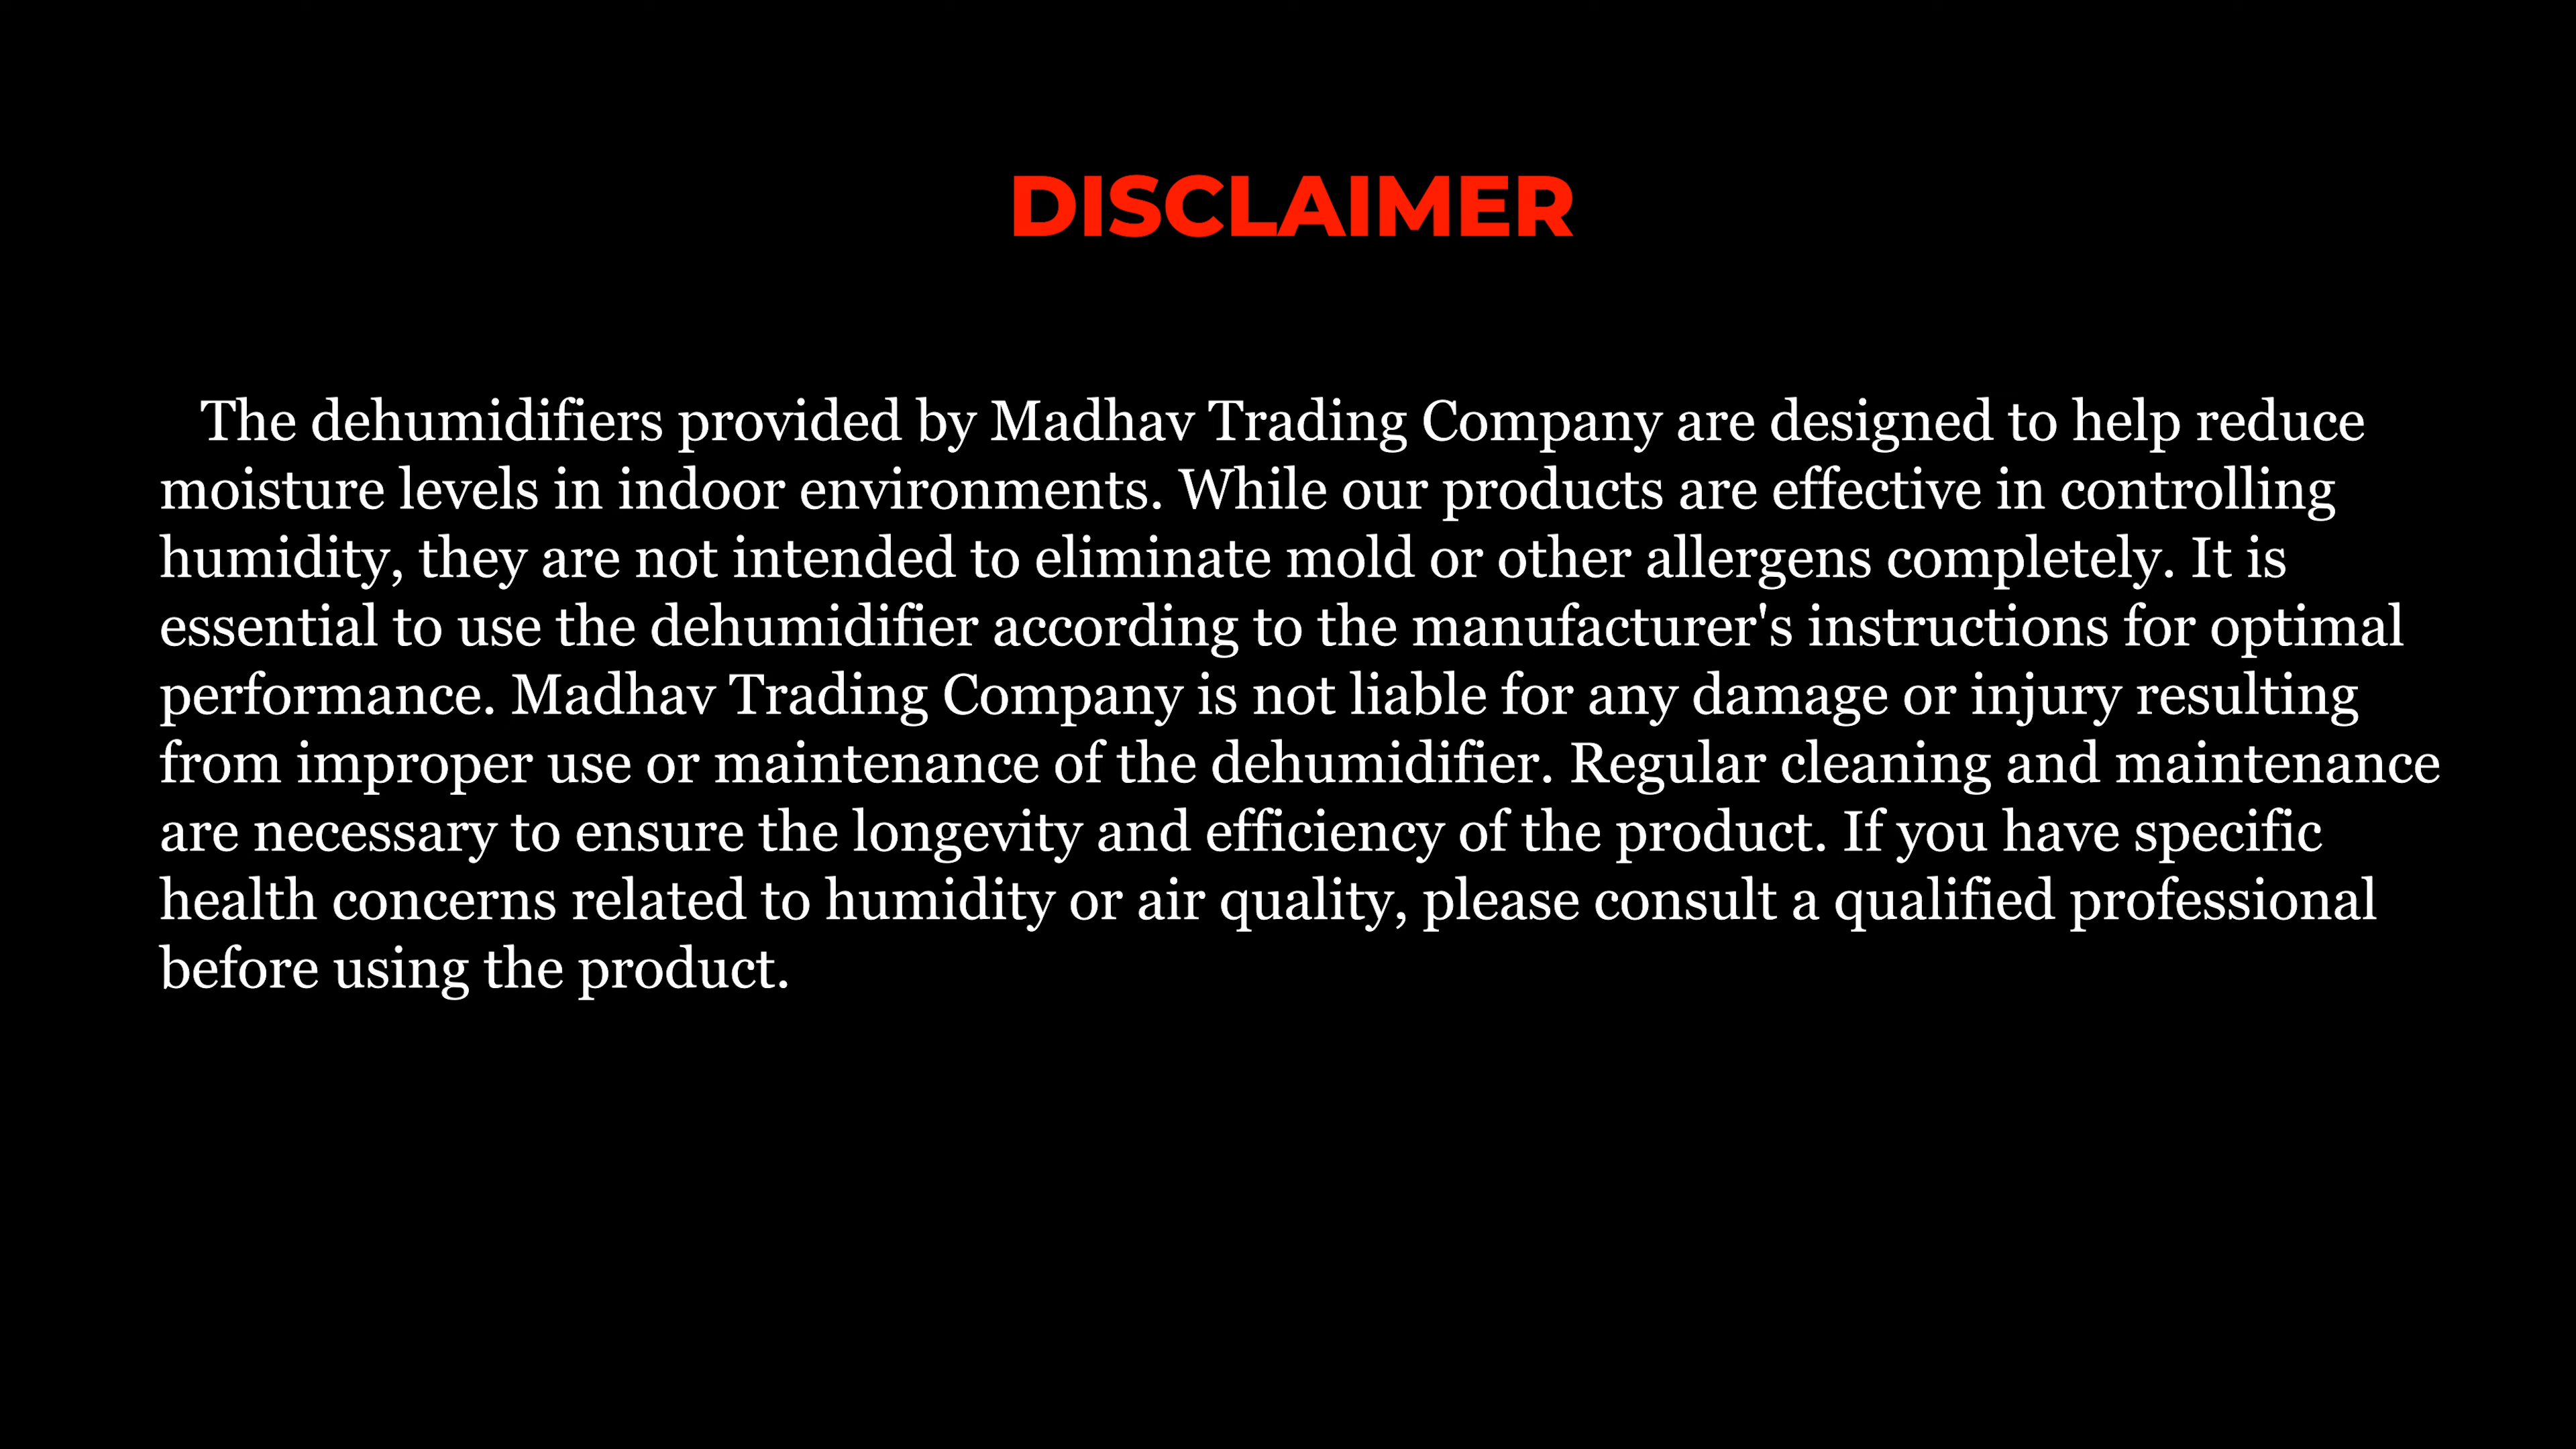 DISCLAIMER
The dehumidifiers provided by Madhav Trading Company are designed to help reduce
moisture levels in indoor environments. While our products are effective in controlling
humidity, they are not intended to eliminate mold or other allergens completely. It is
essential to use the dehumidifier according to the manufacturer's instructions for optimal
performance. Madhav Trading Company is not liable for any damage or injury resulting
from improper use or maintenance of the dehumidifier. Regular cleaning and maintenance
are necessary to ensure the longevity and efficiency of the product. If you have specific
health concerns related to humidity or air quality, please consult a qualified professional
before using the product.